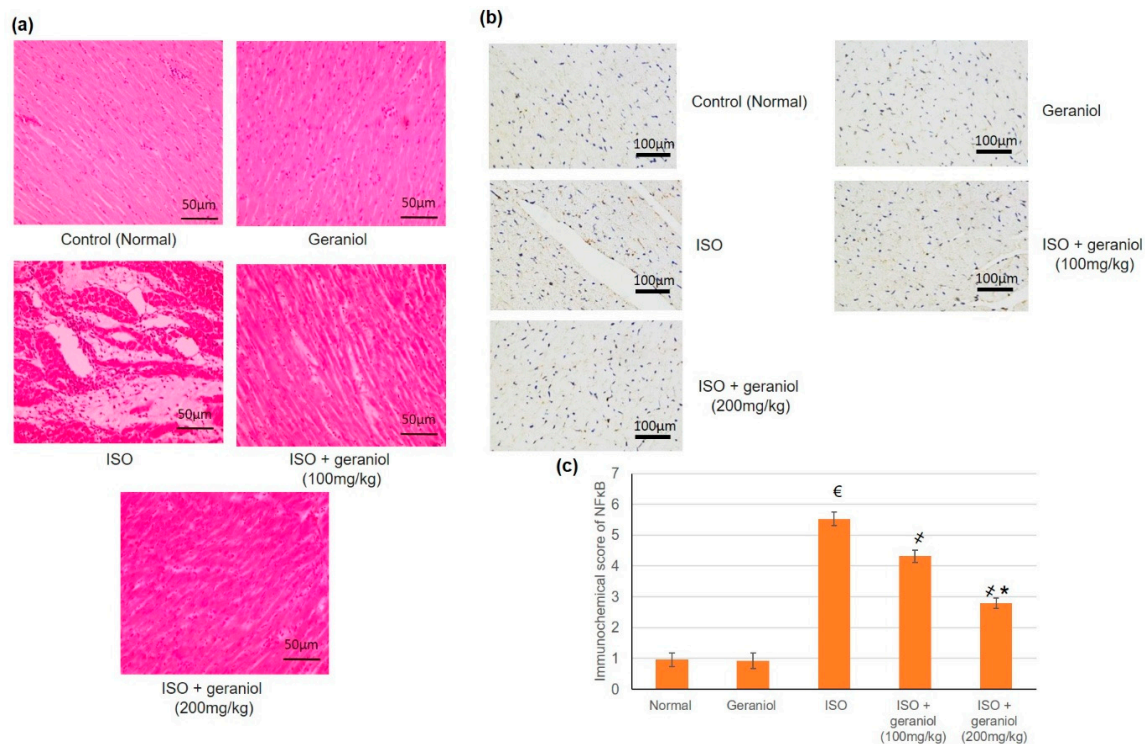 (a)
50µm
Control (Normal)
50µm
Geraniol
50µm
ISO
50µm
ISO + geraniol
(100mg/kg)
50µm
ISO + geraniol
(200mg/kg)
(b)
100µm
Control (Normal)
100µm
Geraniol
100µm
ISO
100µm
ISO + geraniol
(100mg/kg)
100µm
ISO + geraniol
(200mg/kg)
(c)
Immunochemical score of NFκB
7
6
5
4
3
2
1
0
€
҂
҂ *
Normal
Geraniol
ISO
ISO +
geraniol
(100mg/kg)
ISO +
geraniol
(200mg/kg)